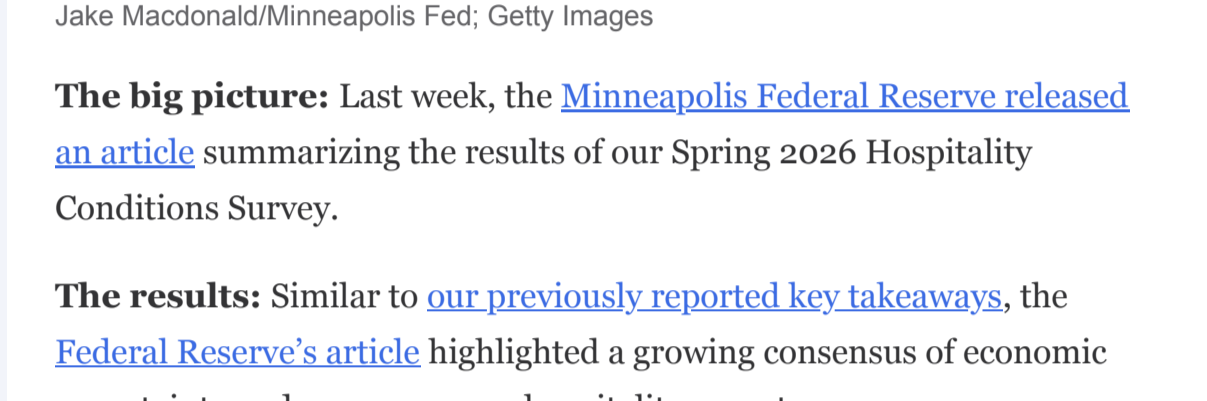 Jake Macdonald/Minneapolis Fed; Getty Images
The big picture: Last week, the Minneapolis Federal Reserve released
an article summarizing the results of our Spring 2026 Hospitality
Conditions Survey.
The results: Similar to our previously reported key takeaways, the
Federal Reserve’s article highlighted a growing consensus of economic